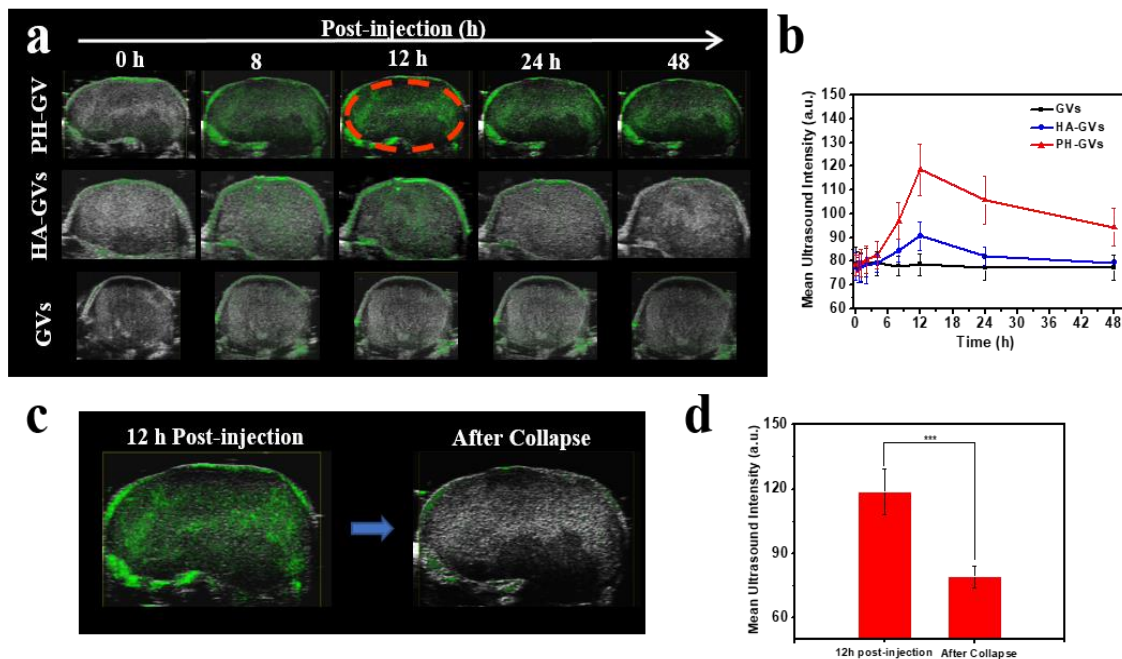 a
Post-injection (h)
0 h 8 12 h 24 h 48
PH-GV
HA-GVs
GVs
b
Mean Ultrasound Intensity (a.u.)
150
140
130
120
110
100
90
80
70
60
GVs
HA-GVs
PH-GVs
0 6 12 18 24 30 36 42 48
Time (h)
c
12 h Post-injection After Collapse
d
Mean Ultrasound Intensity (a.u.)
150
120
90
60
***
12h post-injection After Collapse